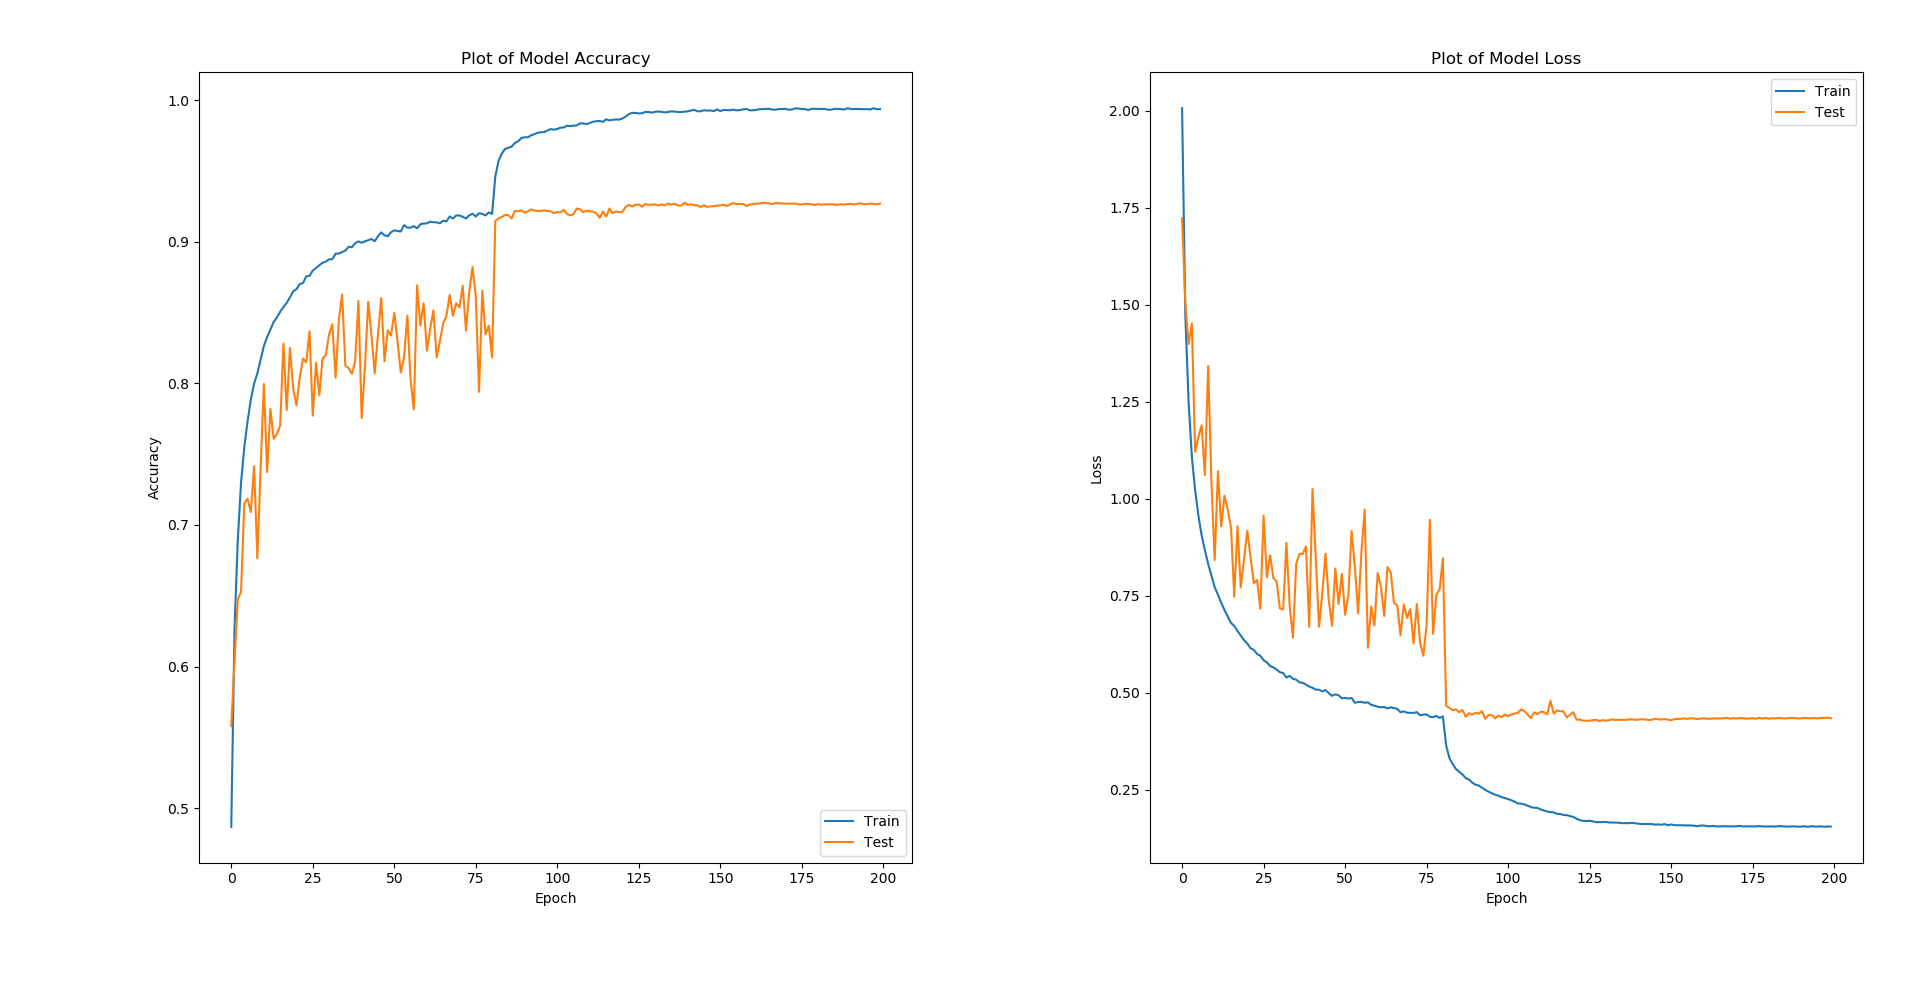 Plot of Model Accuracy
1.0
0.9
0.8
0.7
0.6
0.5
Accuracy
0 25 50 75 100 125 150 175 200
Epoch
Train
Test
Plot of Model Loss
2.00
1.75
1.50
1.25
1.00
0.75
0.50
0.25
Loss
0 25 50 75 100 125 150 175 200
Epoch
Train
Test